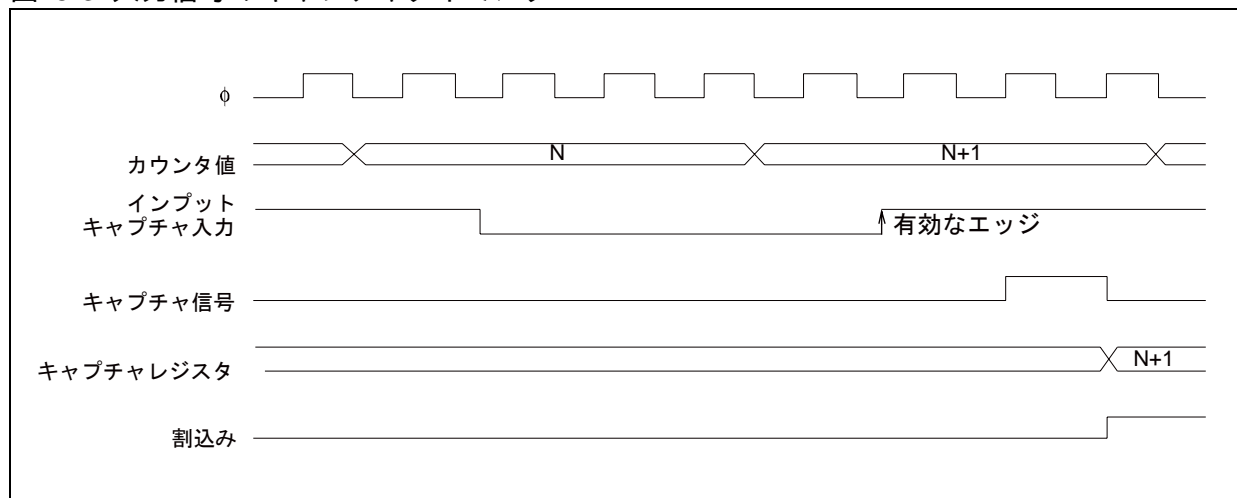 φ
カウンタ値
N
N+1
インプット
キャプチャ入力
有効なエッジ
キャプチャ信号
キャプチャレジスタ
N+1
割込み